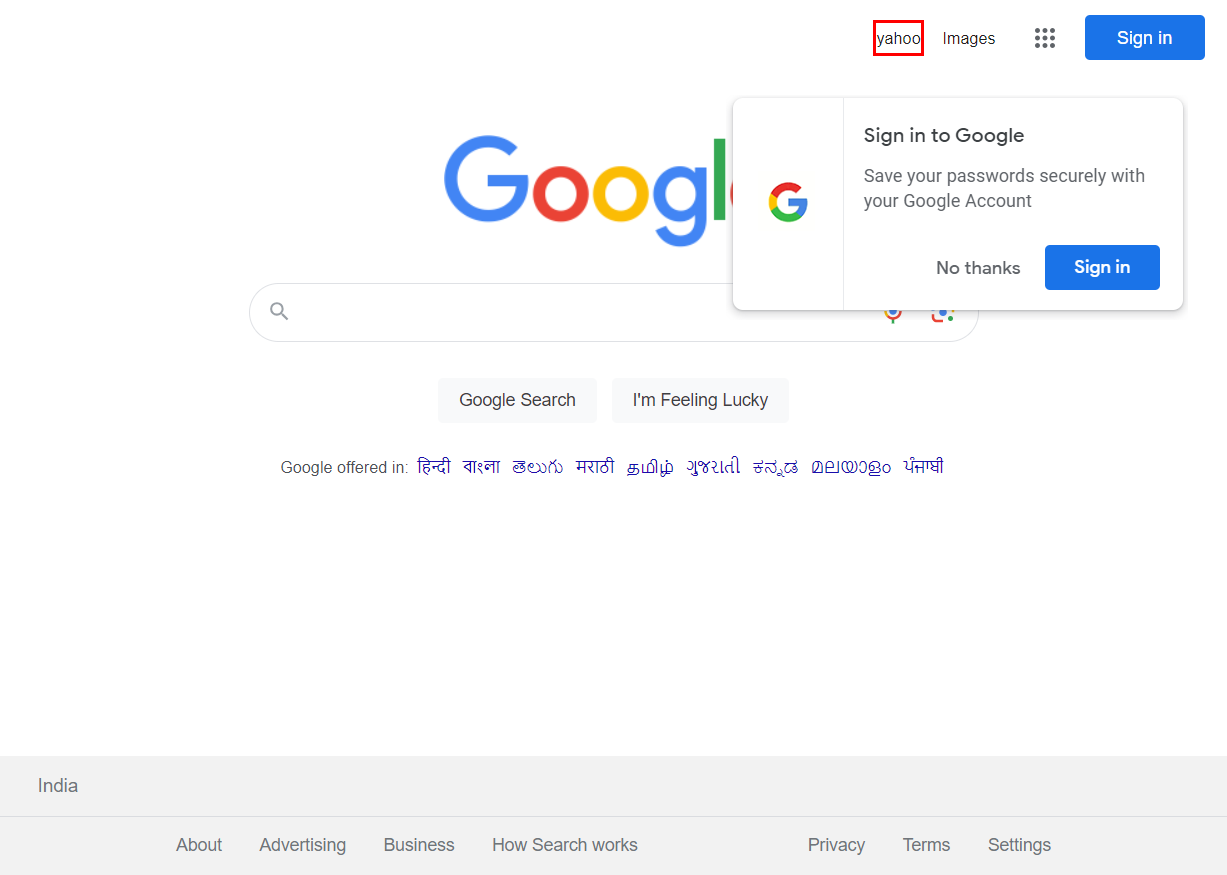 yahoo Images Sign in
Google
Sign in to Google
Save your passwords securely with
your Google Account
No thanks Sign in
Google Search I'm Feeling Lucky
Google offered in: हिन्दी বাংলা తెలుగు मराठी தமிழ் ગુજરાતી ಕನ್ನಡ മലയാളം ਪੰਜਾਬੀ
India
About Advertising Business How Search works Privacy Terms Settings